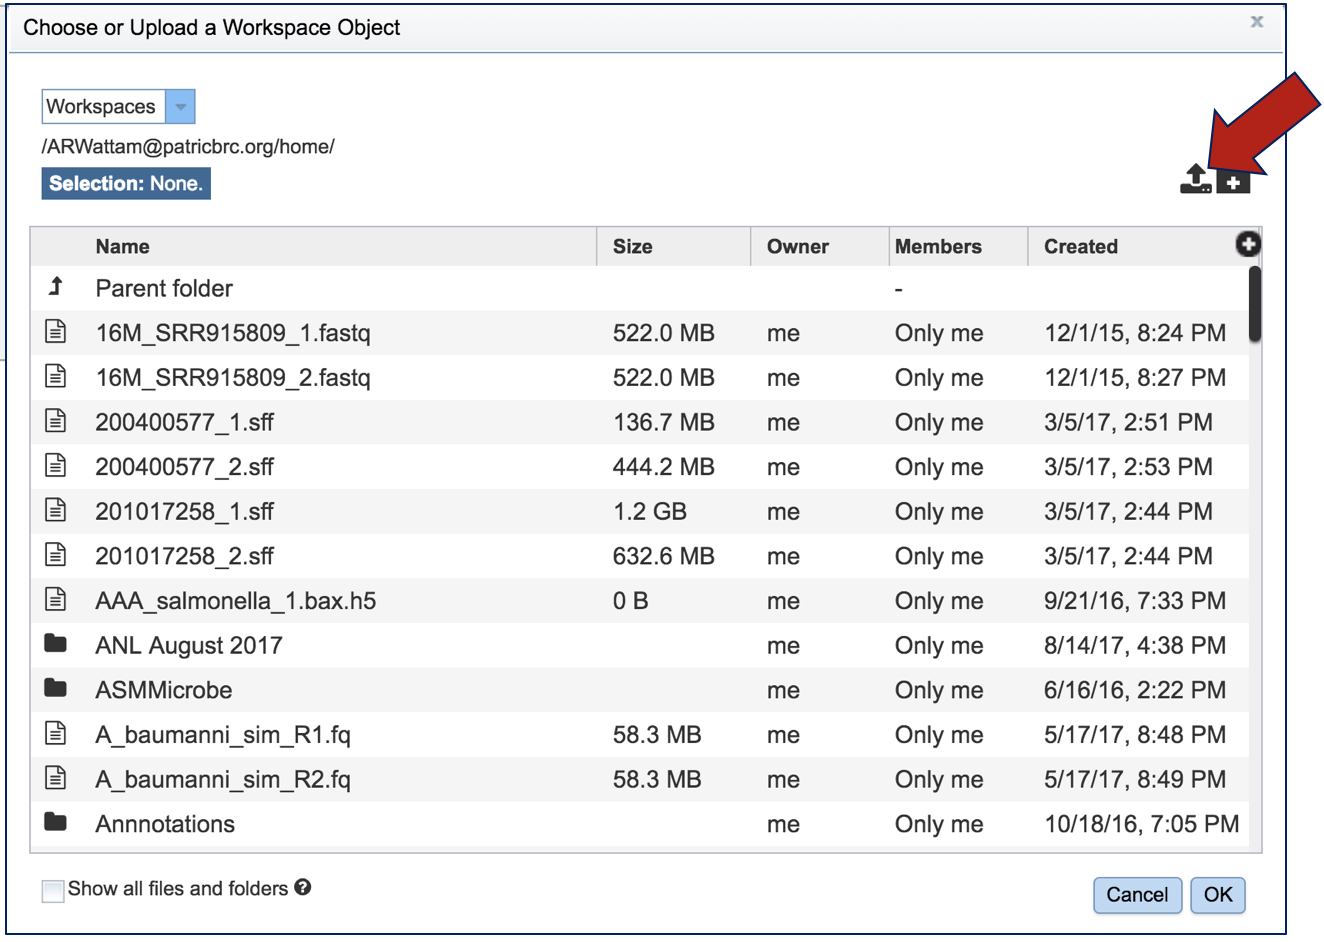 Choose or Upload a Workspace Object
x
Workspaces
/ARWattam@patricbrc.org/home/
Selection: None.
Name Size Owner Members Created
Parent folder -
16M_SRR915809_1.fastq 522.0 MB me Only me 12/1/15, 8:24 PM
16M_SRR915809_2.fastq 522.0 MB me Only me 12/1/15, 8:27 PM
200400577_1.sff 136.7 MB me Only me 3/5/17, 2:51 PM
200400577_2.sff 444.2 MB me Only me 3/5/17, 2:53 PM
201017258_1.sff 1.2 GB me Only me 3/5/17, 2:44 PM
201017258_2.sff 632.6 MB me Only me 3/5/17, 2:44 PM
AAA_salmonella_1.bax.h5 0 B me Only me 9/21/16, 7:33 PM
ANL August 2017 me Only me 8/14/17, 4:38 PM
ASMMicrobe me Only me 6/16/16, 2:22 PM
A_baumanni_sim_R1.fq 58.3 MB me Only me 5/17/17, 8:48 PM
A_baumanni_sim_R2.fq 58.3 MB me Only me 5/17/17, 8:49 PM
Annnotations me Only me 10/18/16, 7:05 PM
Show all files and folders ?
Cancel OK